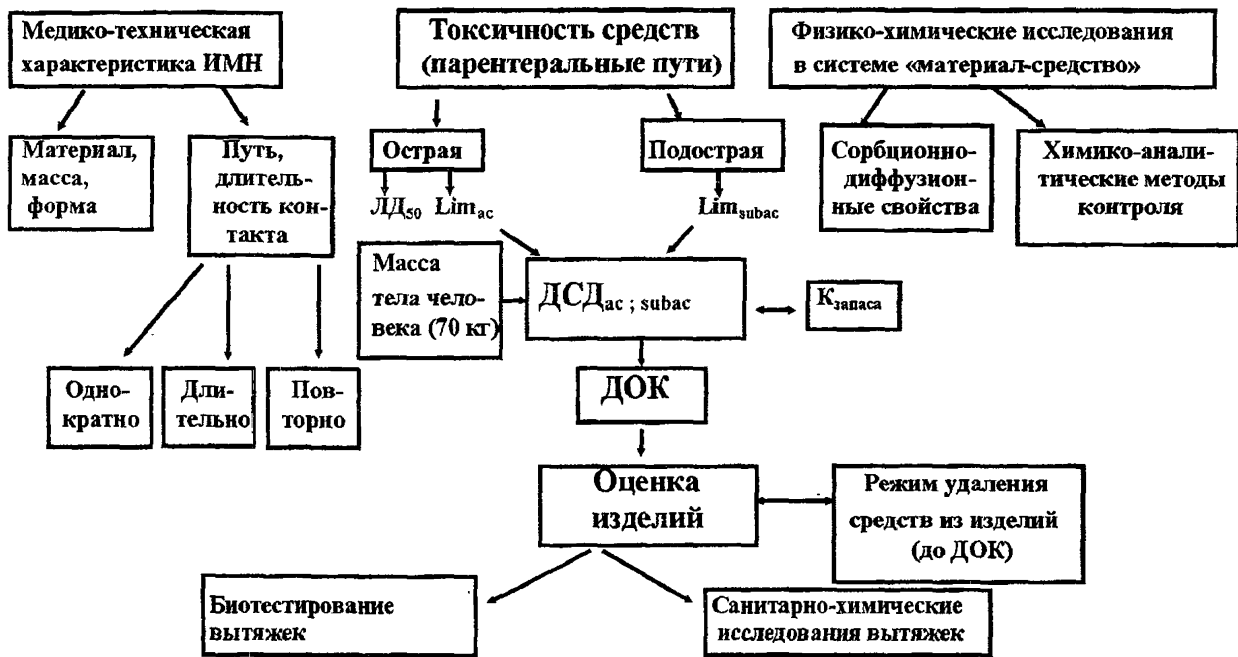 Медико-техническая
характеристика ИМН
Токсичность средств
(парентеральные пути)
Физико-химические исследования
в системе «материал-средство»
Материал,
масса,
форма
Путь,
длитель-
ность кон-
такта
Острая
Подострая
Сорбционно-
диффузион-
ные свойства
Химико-анали-
тические методы
контроля
ЛД50 Limac
Limsubac
Масса
тела чело-
века (70 кг)
ДСДac ; subac
Kзапаса
Одно-
кратно
Дли-
тельно
Пов-
торно
ДОК
Оценка
изделий
Режим удаления
средств из изделий
(до ДОК)
Биотестирование
вытяжек
Санитарно-химические
исследования вытяжек